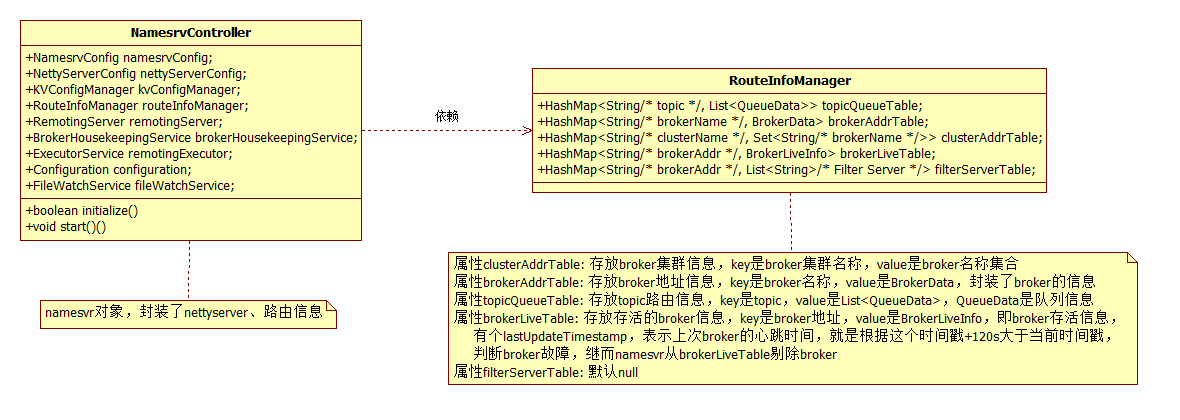 NamesrvController
+NamesrvConfig namesrvConfig;
+NettyServerConfig nettyServerConfig;
+KVConfigManager kvConfigManager;
+RouteInfoManager routeInfoManager;
+RemotingServer remotingServer;
+BrokerHousekeepingService brokerHousekeepingService;
+ExecutorService remotingExecutor;
+Configuration configuration;
+FileWatchService fileWatchService;
+boolean initialize()
+void start()()
namesvr对象，封装了nettyserver、路由信息
依赖
RouteInfoManager
+HashMap<String/* topic */, List<QueueData>> topicQueueTable;
+HashMap<String/* brokerName */, BrokerData> brokerAddrTable;
+HashMap<String/* clusterName */, Set<String/* brokerName */>> clusterAddrTable;
+HashMap<String/* brokerAddr */, BrokerLiveInfo> brokerLiveTable;
+HashMap<String/* brokerAddr */, List<String>/* Filter Server */> filterServerTable;
属性clusterAddrTable: 存放broker集群信息，key是broker集群名称，value是broker名称集合
属性brokerAddrTable: 存放broker地址信息，key是broker名称，value是BrokerData，封装了broker的信息
属性topicQueueTable: 存放topic路由信息，key是topic，value是List<QueueData>，QueueData是队列信息
属性brokerLiveTable: 存放存活的broker信息，key是broker地址，value是BrokerLiveInfo，即broker存活信息，
有个lastUpdateTimestamp，表示上次broker的心跳时间，就是根据这个时间戳+120s大于当前时间戳，
判断broker故障，继而namesvr从brokerLiveTable剔除broker
属性filterServerTable: 默认null